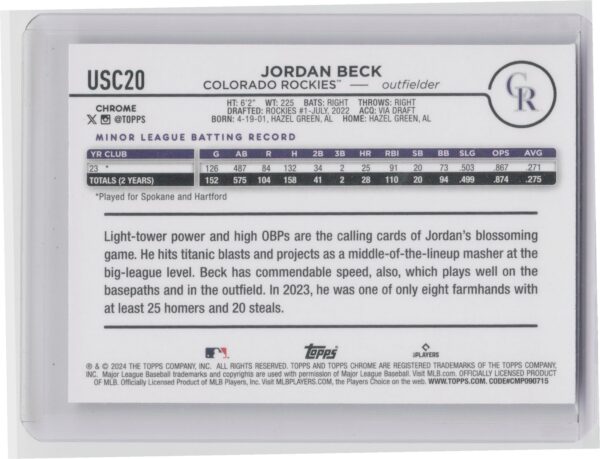 USC20
JORDAN BECK
COLORADO ROCKIES™ — outfielder
CR
CHROME
X @TOPPS
HT: 6'2" WT: 225 BATS: RIGHT THROWS: RIGHT
DRAFTED: ROCKIES #1-JULY, 2022 ACQ: VIA DRAFT
BORN: 4-19-01, HAZEL GREEN, AL HOME: HAZEL GREEN, AL
MINOR LEAGUE BATTING RECORD
YR CLUB G AB R H 2B 3B HR RBI SB BB SLG OPS AVG
23 * 126 487 84 132 34 2 25 91 20 73 .503 .867 .271
TOTALS (2 YEARS) 152 575 104 158 41 2 28 110 20 94 .499 .874 .275
*Played for Spokane and Hartford
Light-tower power and high OBPs are the calling cards of Jordan's blossoming
game. He hits titanic blasts and projects as a middle-of-the-lineup masher at the
big-league level. Beck has commendable speed, also, which plays well on the
basepaths and in the outfield. In 2023, he was one of only eight farmhands with
at least 25 homers and 20 steals.
Topps
PLAYERS
® & © 2024 THE TOPPS COMPANY, INC. ALL RIGHTS RESERVED. TOPPS AND TOPPS CHROME ARE REGISTERED TRADEMARKS OF THE TOPPS COMPANY,
INC. Major League Baseball trademarks and copyrights are used with permission of Major League Baseball. Visit MLB.com. OFFICIALLY LICENSED PRODUCT
OF MLB. Officially Licensed Product of MLB Players, Inc. Visit MLBPLAYERS.COM, the Players Choice on the web. WWW.TOPPS.COM. CODE#CMP090715